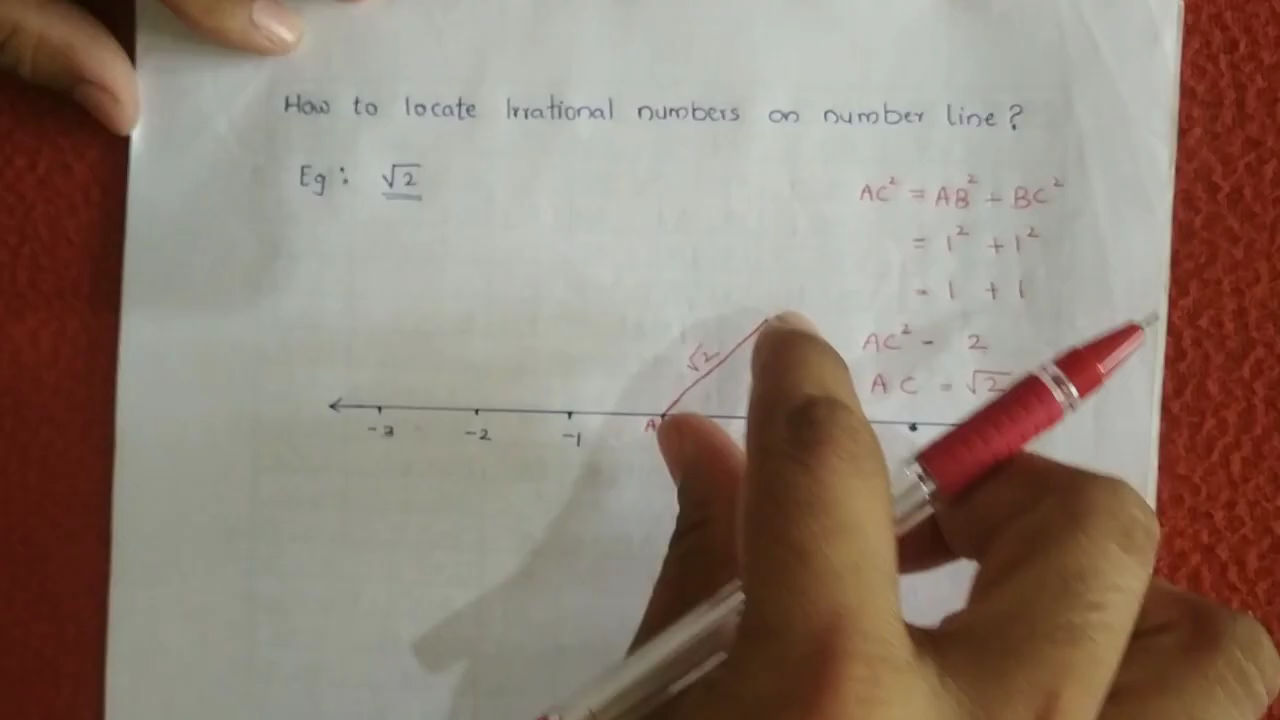 How to locate Irrational numbers on number line?
Eg: √2
AC² = AB² + BC²
= 1² + 1²
= 1 + 1
AC² = 2
AC = √2
√2
A
-3 -2 -1